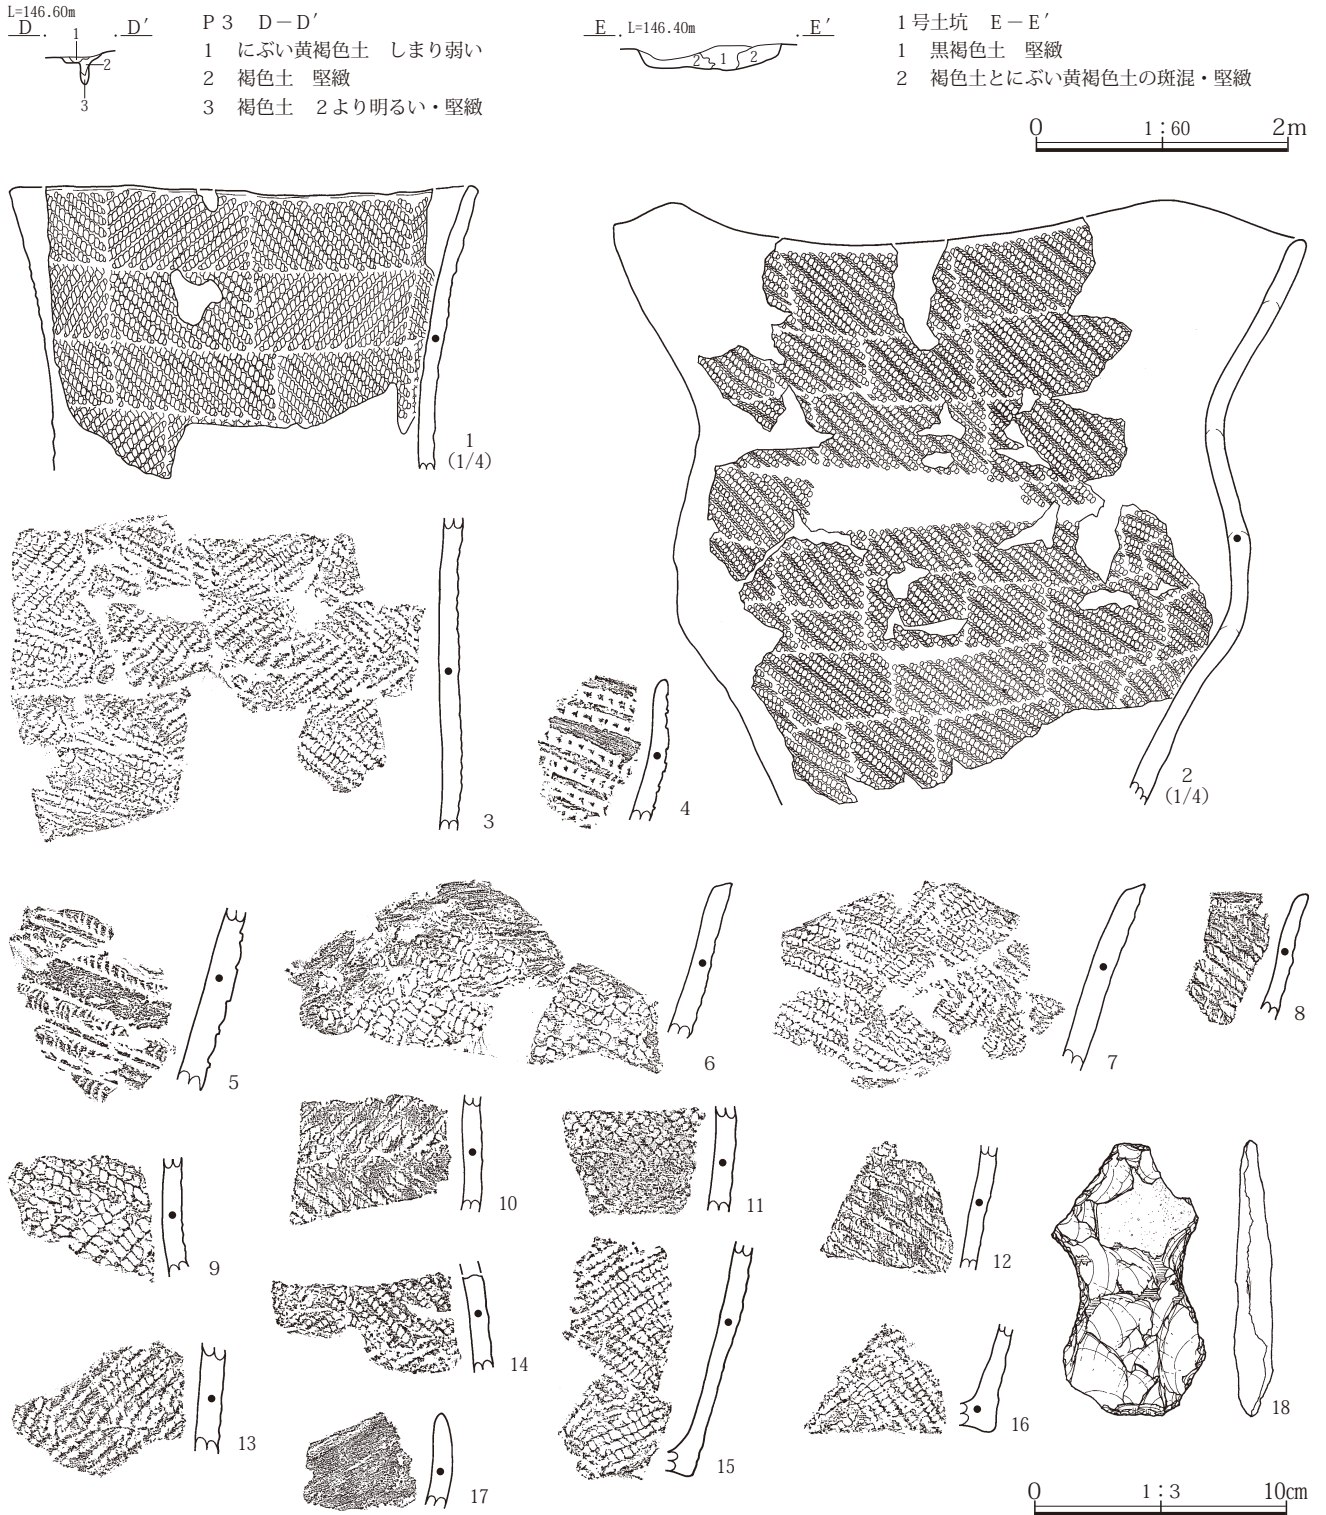 L=146.60m
D D′
1
2
3
P3 D－D′
1 にぶい黄褐色土 しまり弱い
2 褐色土 堅緻
3 褐色土 2より明るい・堅緻
E L=146.40m E′
2 1 2
1号土坑 E－E′
1 黒褐色土 堅緻
2 褐色土とにぶい黄褐色土の斑混・堅緻
0 1：60 2m
1
(1/4)
2
(1/4)
3
4
5
6
7
8
9
10
11
12
13
14
15
16
17
18
0 1：3 10cm